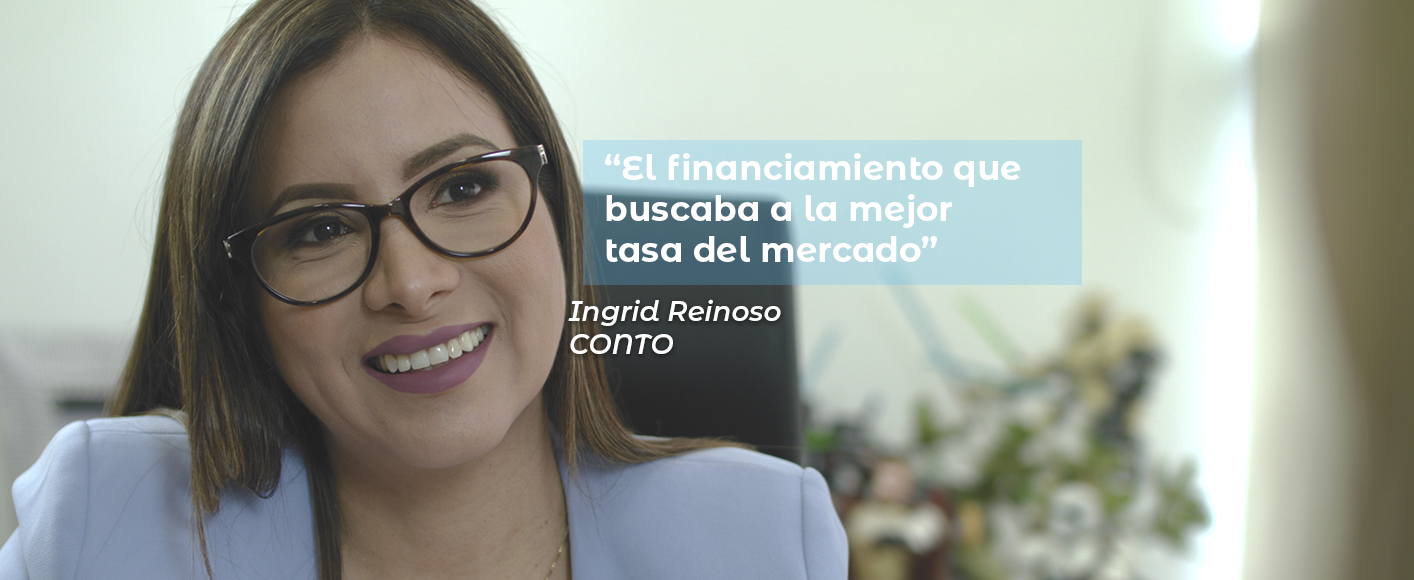 “El financiamiento que
buscaba a la mejor
tasa del mercado”
Ingrid Reinoso
CONTO